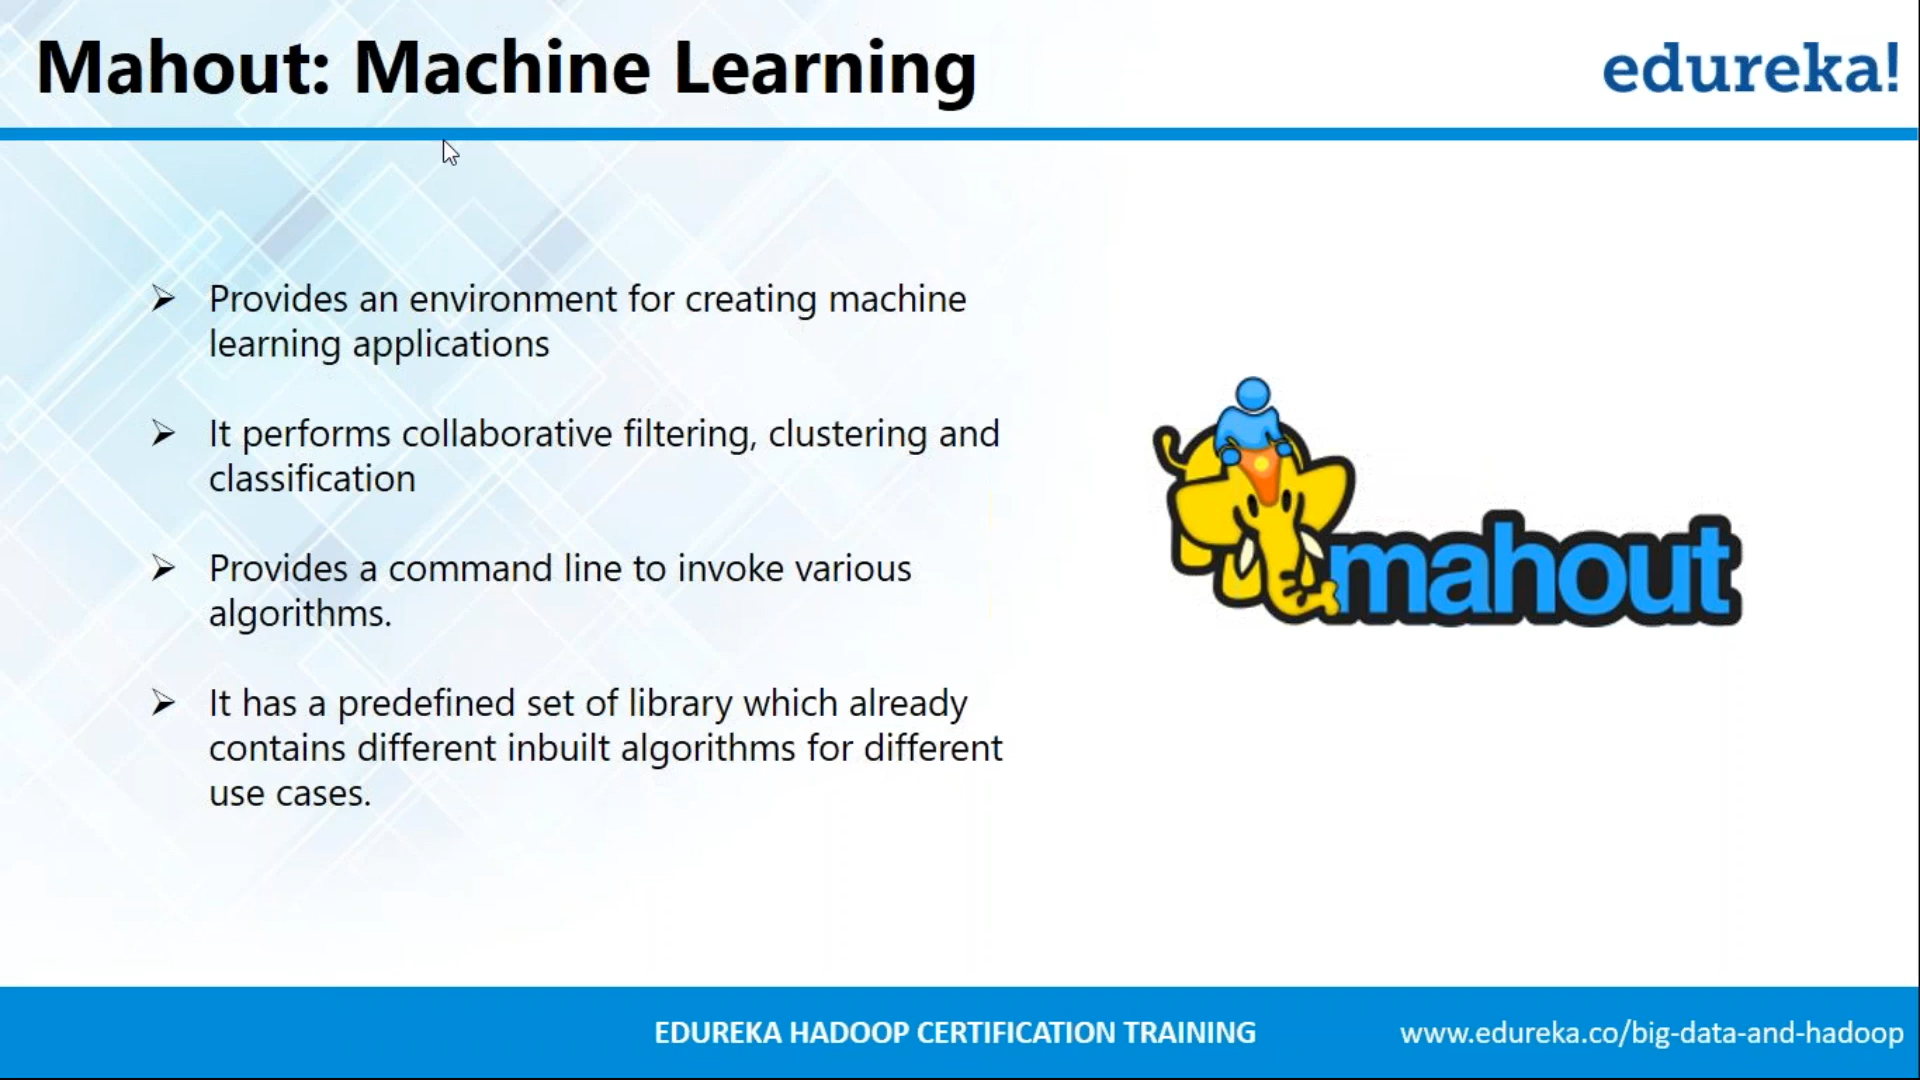 Mahout: Machine Learning
edureka!
➢ Provides an environment for creating machine
learning applications
➢ It performs collaborative filtering, clustering and
classification
➢ Provides a command line to invoke various
algorithms.
➢ It has a predefined set of library which already
contains different inbuilt algorithms for different
use cases.
mahout
EDUREKA HADOOP CERTIFICATION TRAINING
www.edureka.co/big-data-and-hadoop